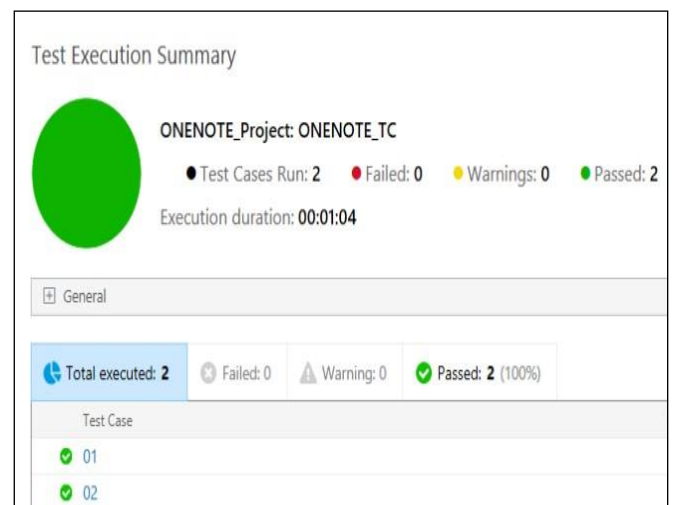 Test Execution Summary
ONENOTE_Project: ONENOTE_TC
Test Cases Run: 2 Failed: 0 Warnings: 0 Passed: 2
Execution duration: 00:01:04
General
Total executed: 2 Failed: 0 Warning: 0 Passed: 2 (100%)
Test Case
01
02